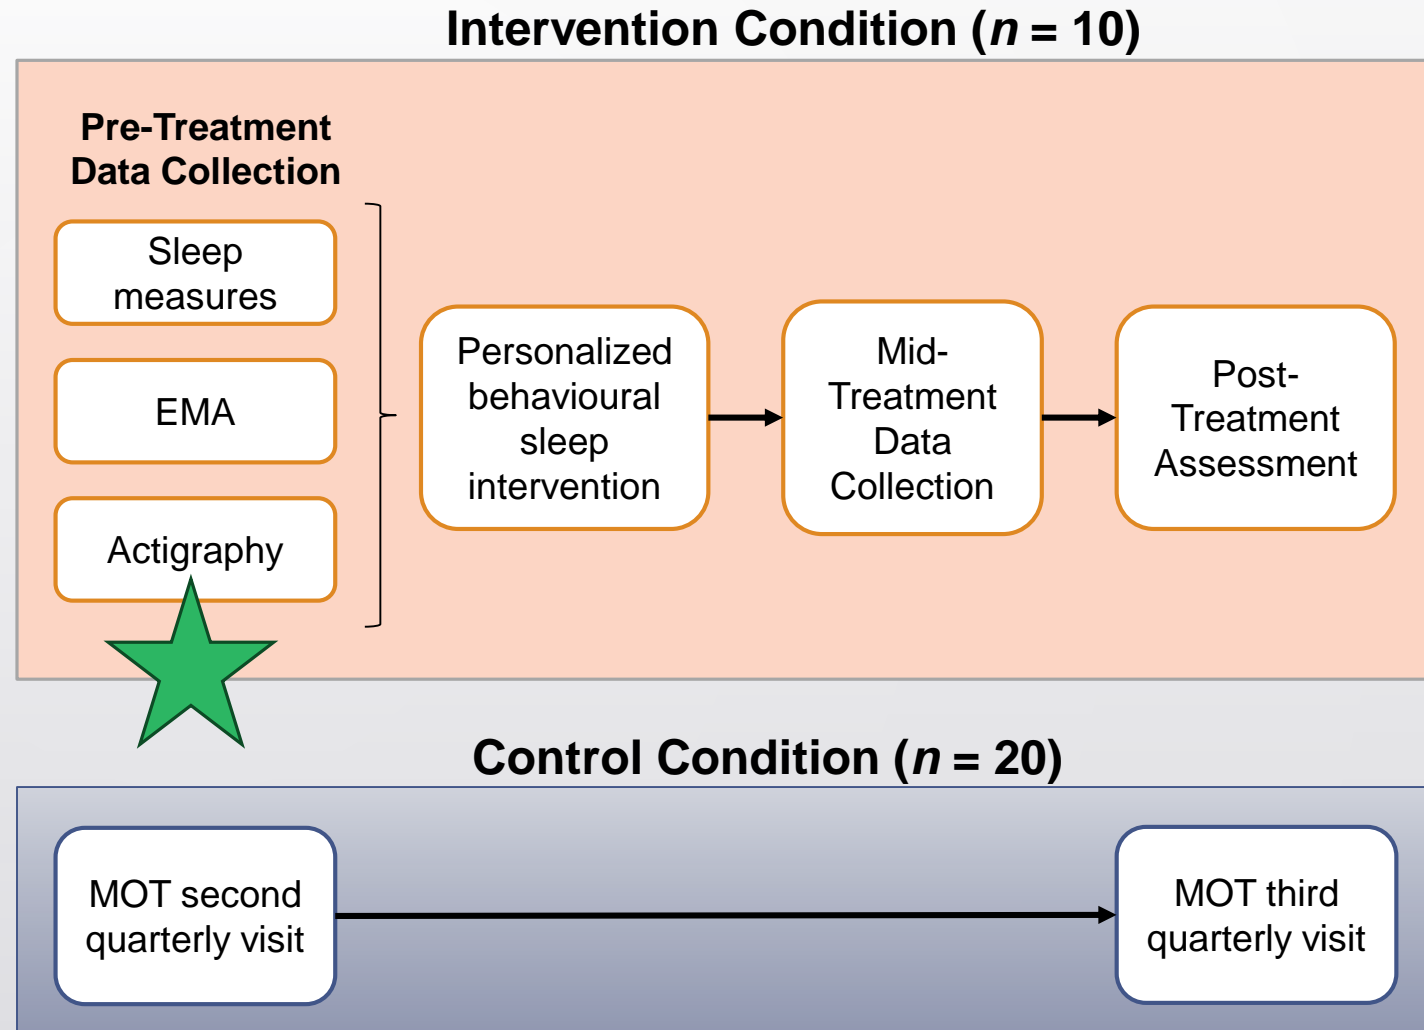 Intervention Condition (n = 10)
Pre-Treatment
Data Collection
Sleep
measures
EMA
Actigraphy
Personalized
behavioural
sleep
intervention
Mid-
Treatment
Data
Collection
Post-
Treatment
Assessment
Control Condition (n = 20)
MOT second
quarterly visit
MOT third
quarterly visit